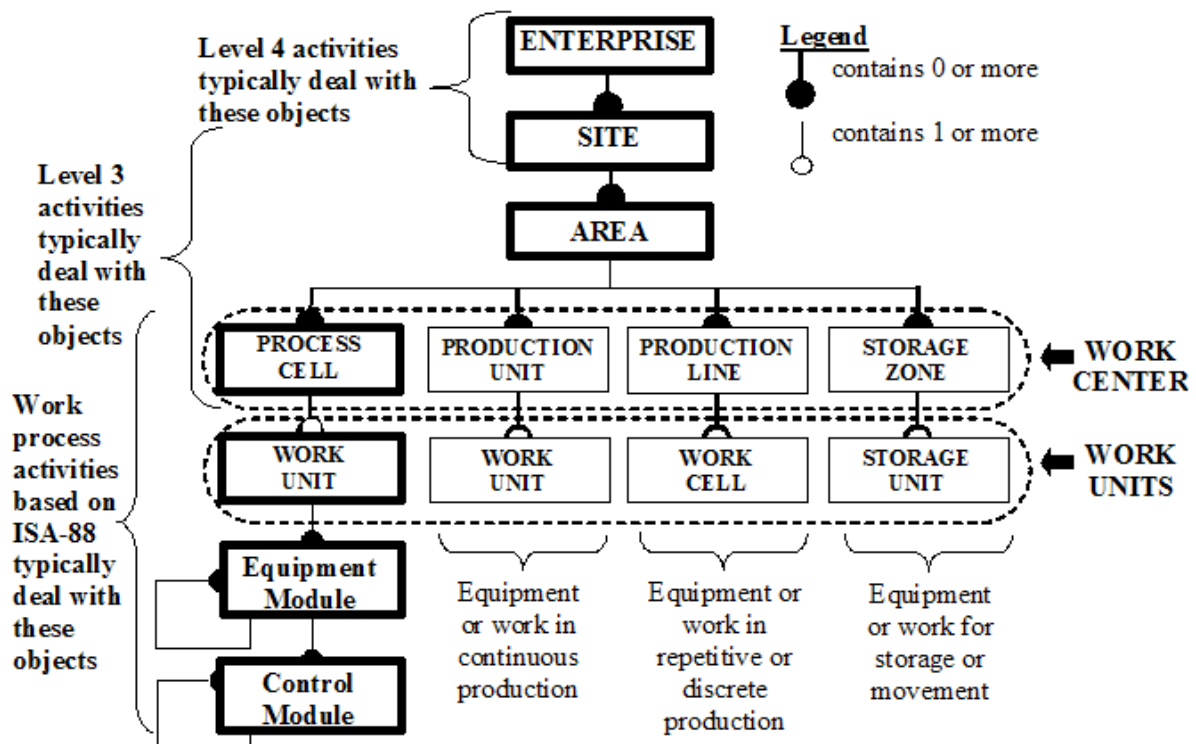 Level 4 activities
typically deal with
these objects
ENTERPRISE
SITE
AREA
Legend
contains 0 or more
contains 1 or more
Level 3
activities
typically
deal with
these
objects
PROCESS
CELL
PRODUCTION
UNIT
PRODUCTION
LINE
STORAGE
ZONE
WORK
CENTER
Work
process
activities
based on
ISA-88
typically
deal with
these
objects
WORK
UNIT
WORK
UNIT
WORK
CELL
STORAGE
UNIT
WORK
UNITS
Equipment
Module
Control
Module
Equipment
or work in
continuous
production
Equipment or
work in
repetitive or
discrete
production
Equipment
or work for
storage or
movement